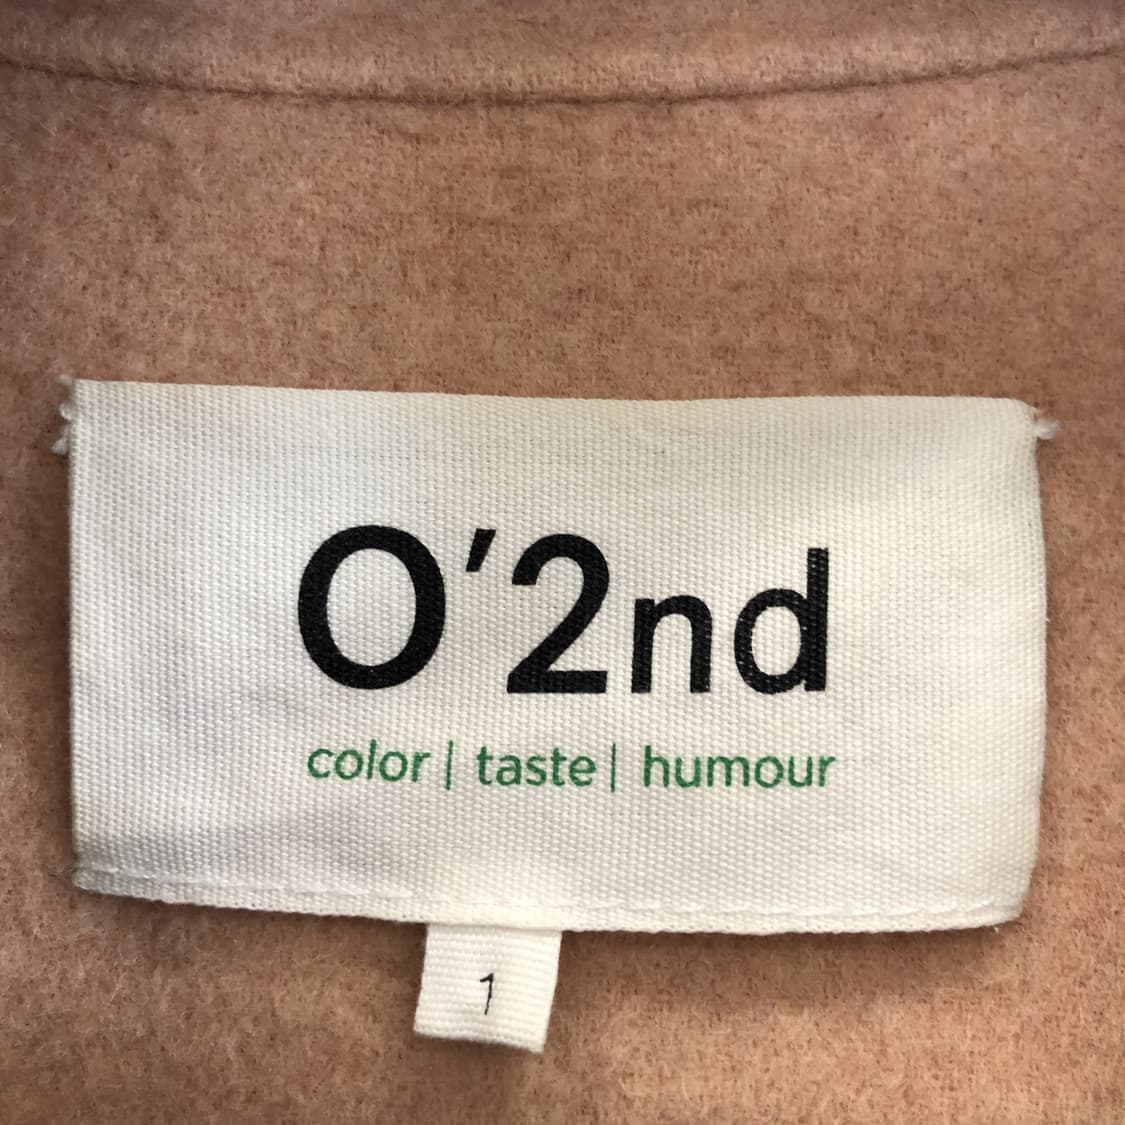 O'2nd
color | taste | humour
1